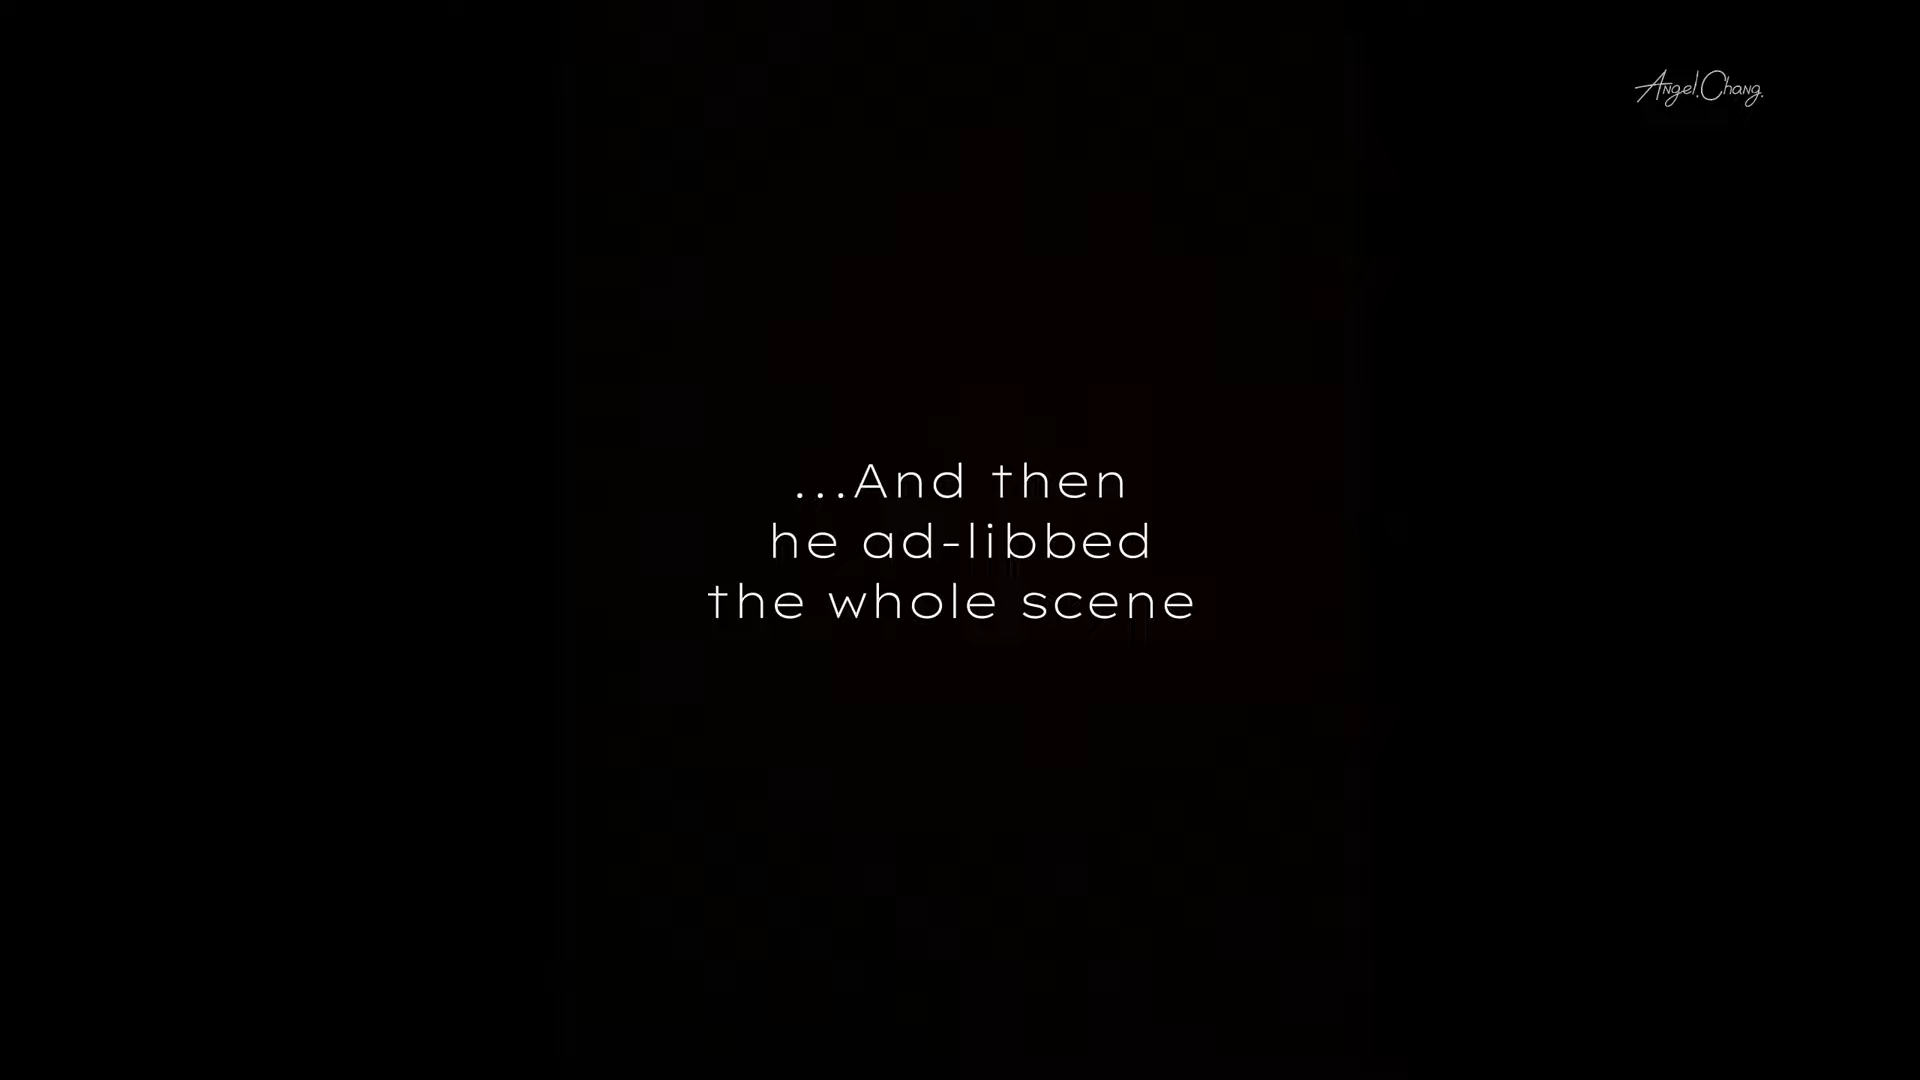 Angel.Chang.
...And then
he ad-libbed
the whole scene